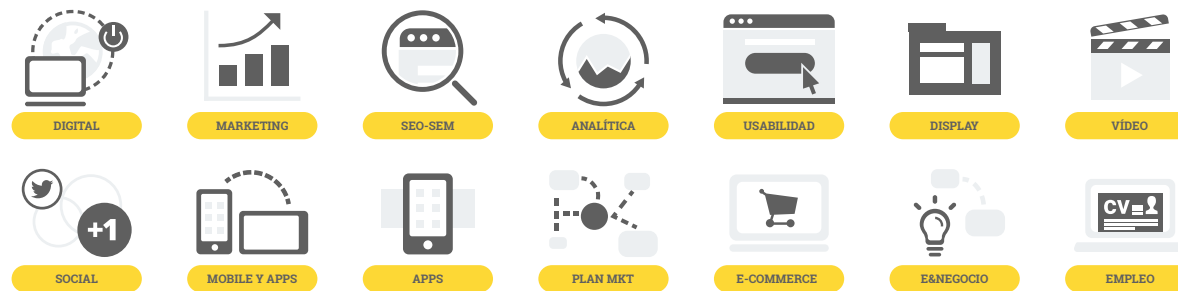 DIGITAL
MARKETING
SEO-SEM
ANALÍTICA
USABILIDAD
DISPLAY
VÍDEO
+1
CV
SOCIAL
MOBILE Y APPS
APPS
PLAN MKT
E-COMMERCE
E&NEGOCIO
EMPLEO